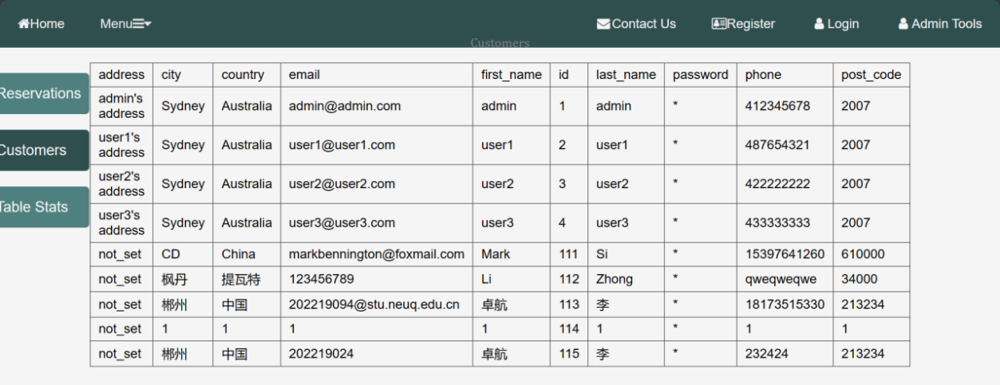 Home Menu Contact Us Register Login Admin Tools
Customers
Reservations
Customers
Table Stats
address city country email first_name id last_name password phone post_code
admin's address Sydney Australia admin@admin.com admin 1 admin * 412345678 2007
user1's address Sydney Australia user1@user1.com user1 2 user1 * 487654321 2007
user2's address Sydney Australia user2@user2.com user2 3 user2 * 422222222 2007
user3's address Sydney Australia user3@user3.com user3 4 user3 * 433333333 2007
not_set CD China markbennington@foxmail.com Mark 111 Si * 15397641260 610000
not_set 枫丹 提瓦特 123456789 Li 112 Zhong * qweqweqwe 34000
not_set 郴州 中国 202219094@stu.neuq.edu.cn 卓航 113 李 * 18173515330 213234
not_set 1 1 1 1 114 1 * 1 1
not_set 郴州 中国 202219024 卓航 115 李 * 232424 213234